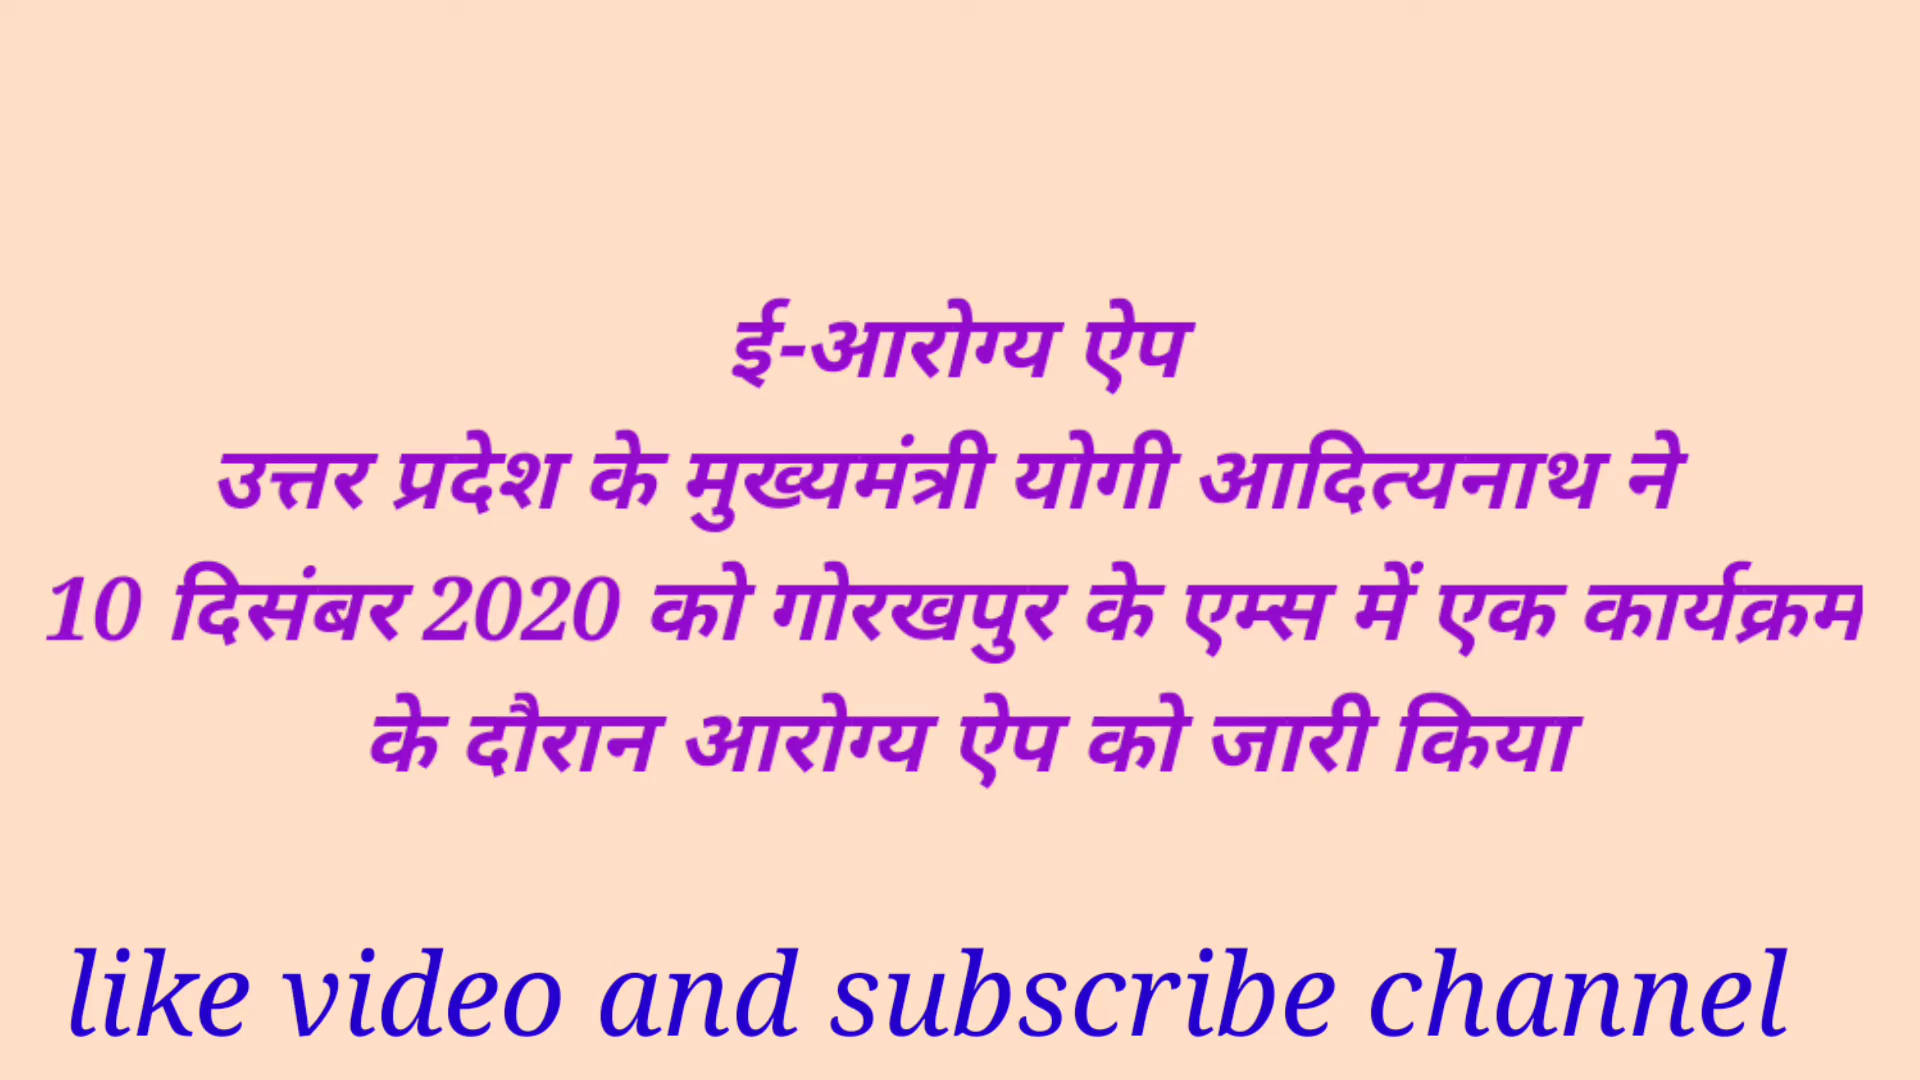 ई-आरोग्य ऐप
उत्तर प्रदेश के मुख्यमंत्री योगी आदित्यनाथ ने
10 दिसंबर 2020 को गोरखपुर के एम्स में एक कार्यक्रम
के दौरान आरोग्य ऐप को जारी किया
like video and subscribe channel